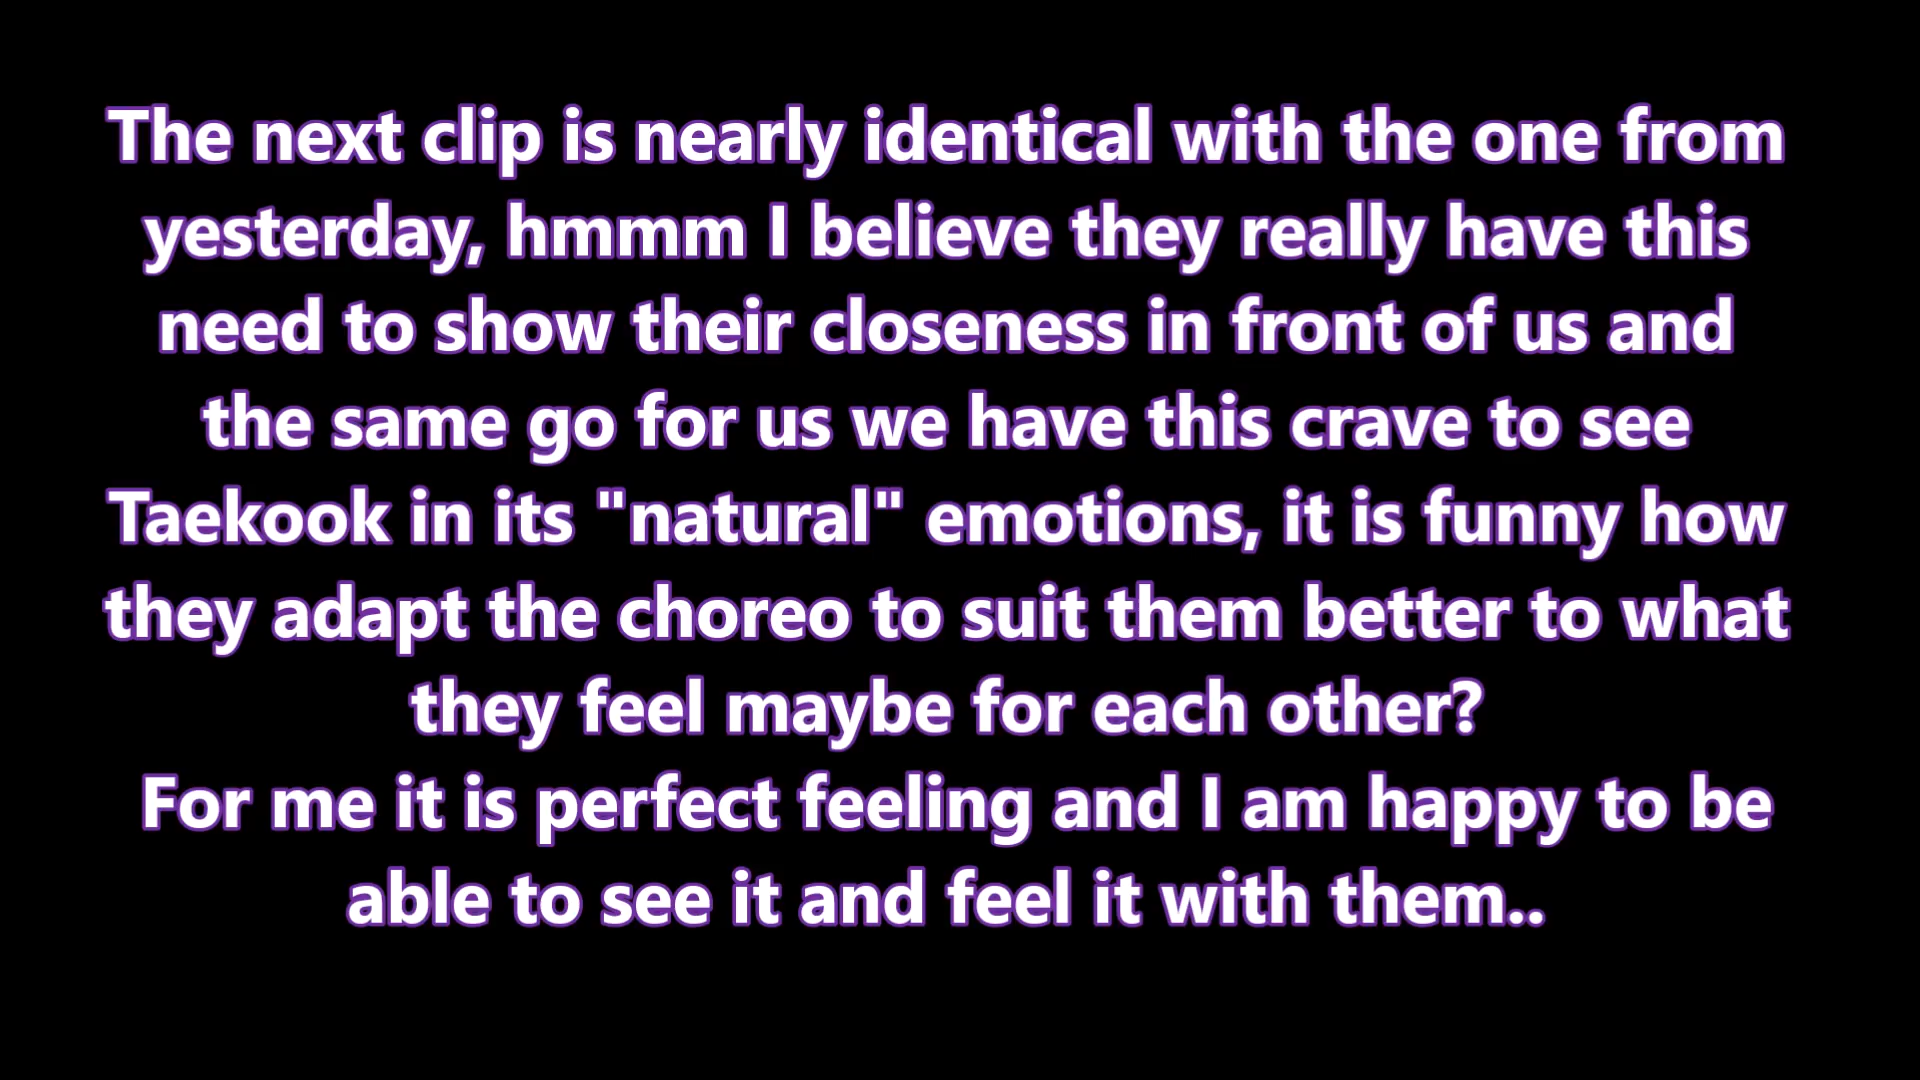 The next clip is nearly identical with the one from
yesterday, hmmm I believe they really have this
need to show their closeness in front of us and
the same go for us we have this crave to see
Taekook in its "natural" emotions, it is funny how
they adapt the choreo to suit them better to what
they feel maybe for each other?
For me it is perfect feeling and I am happy to be
able to see it and feel it with them..